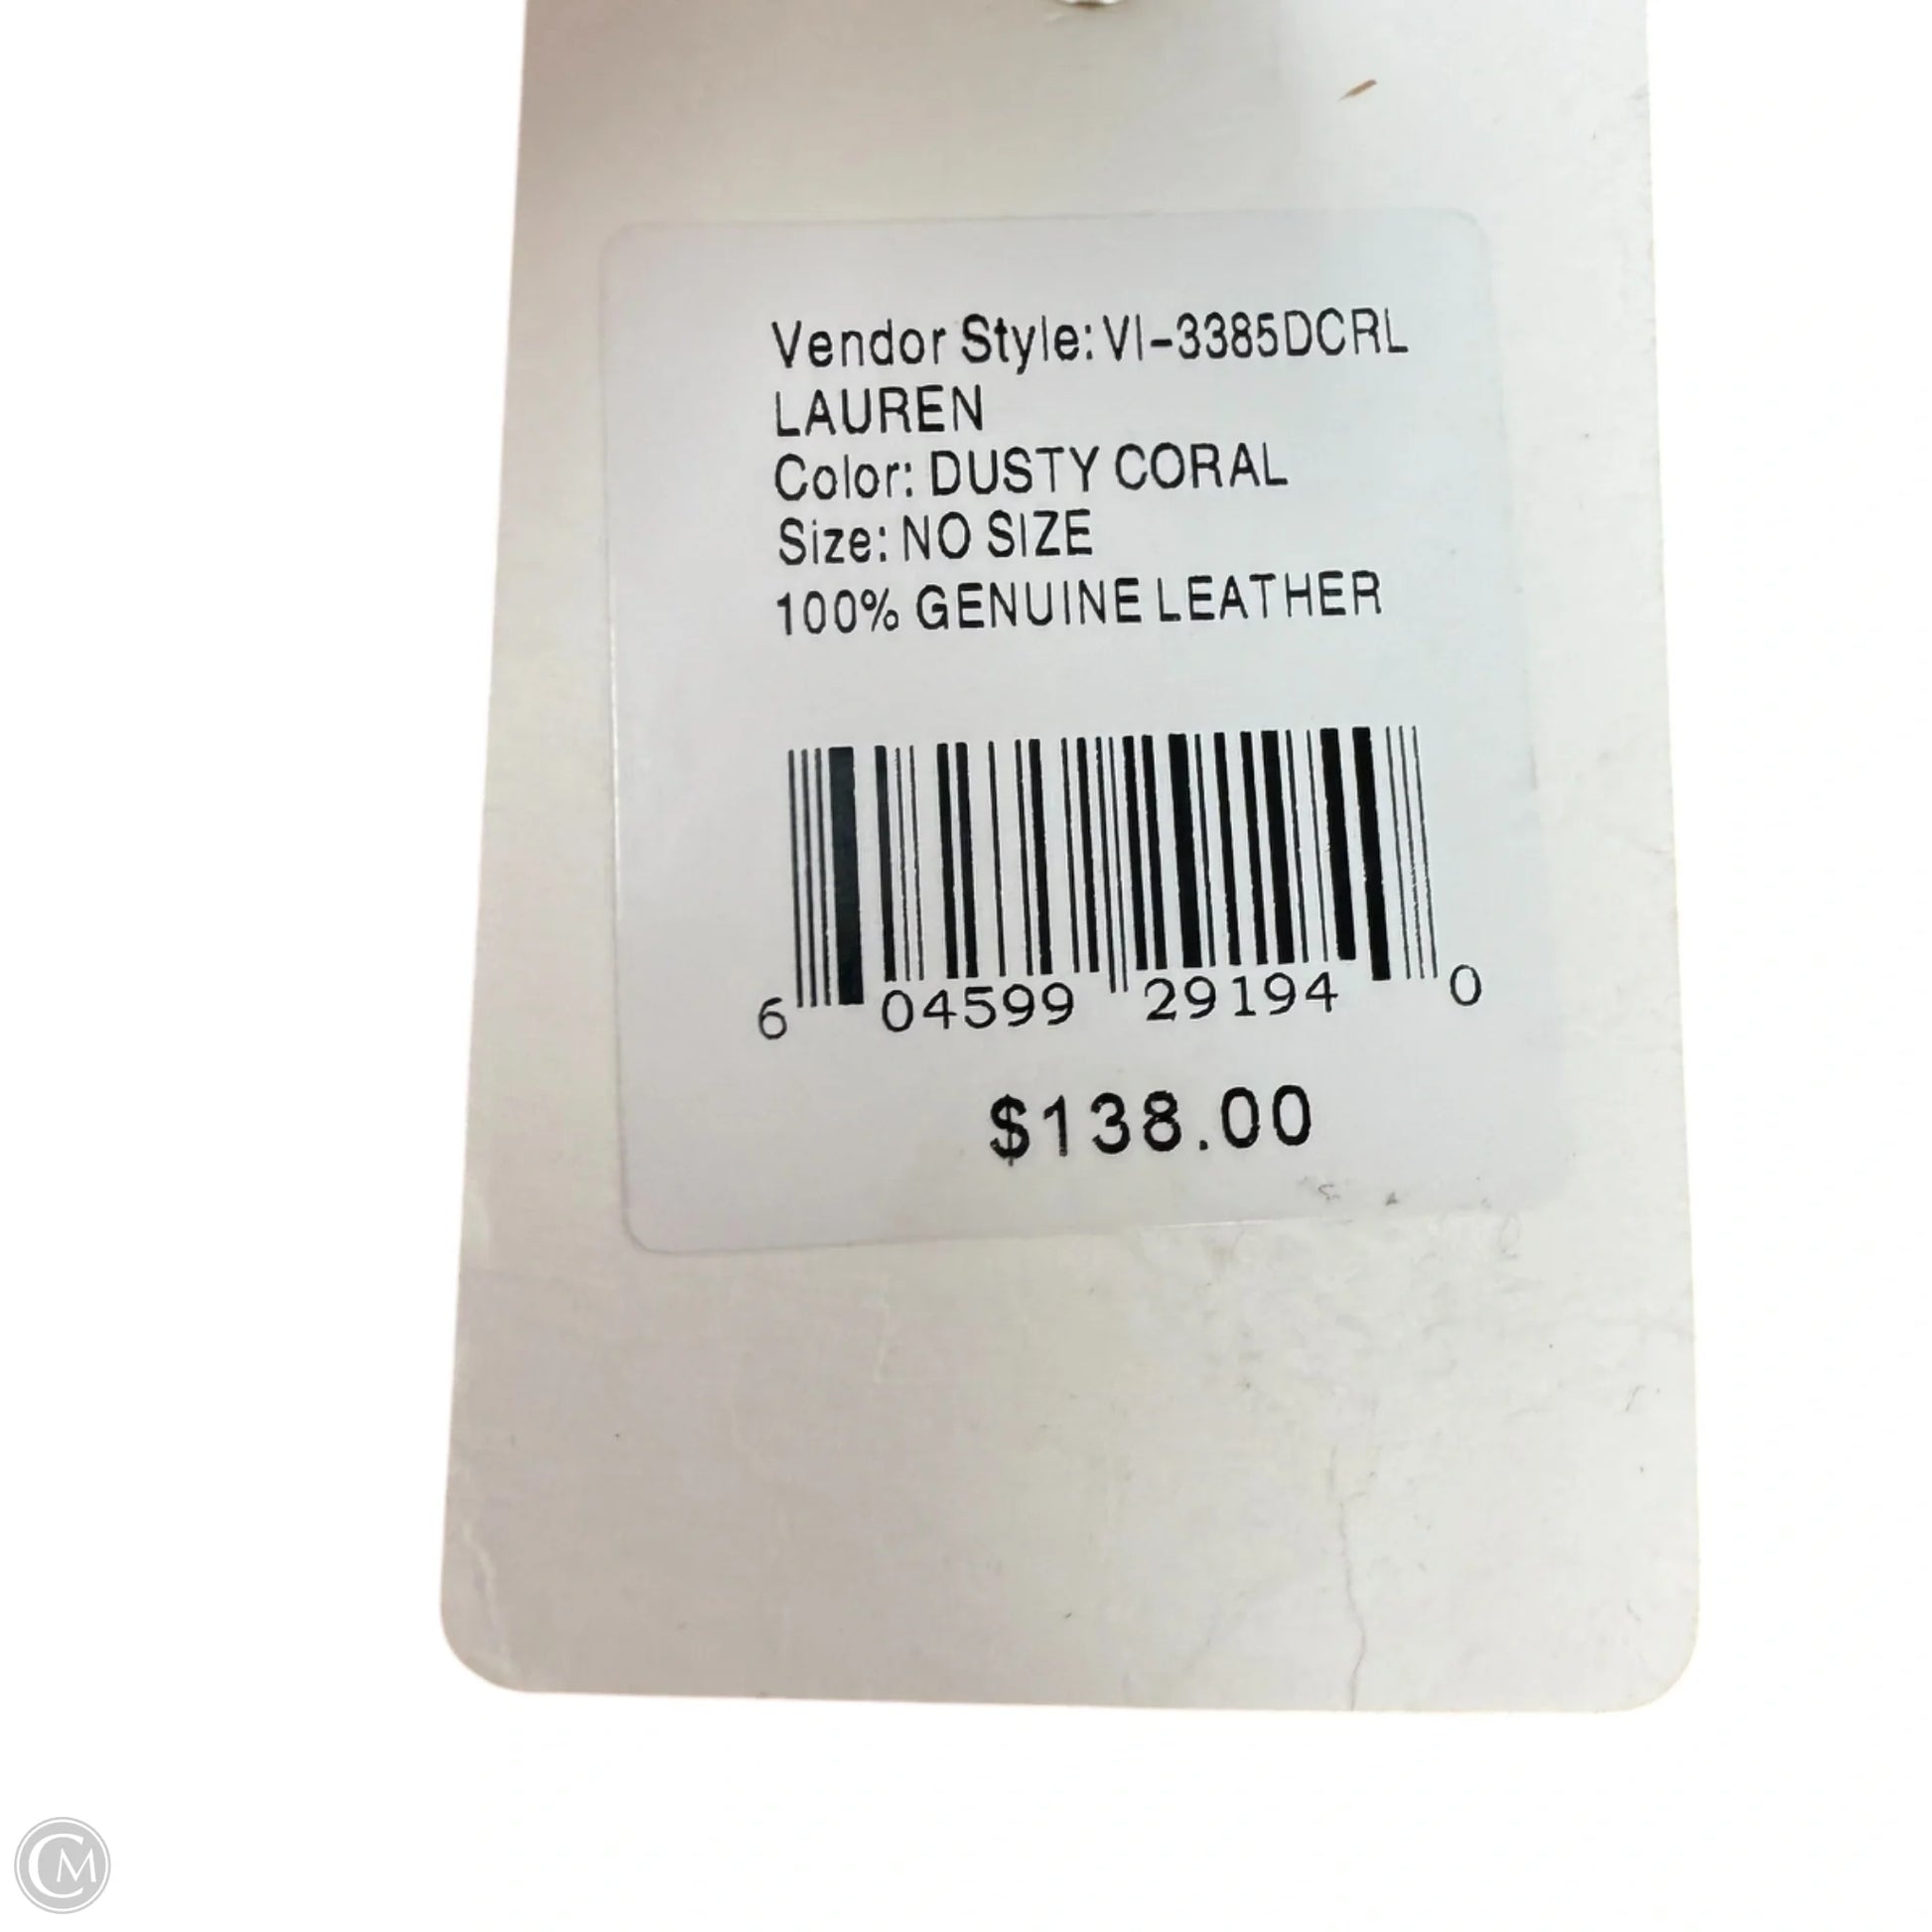 Vendor Style: VI-3385DCRL
LAUREN
Color: DUSTY CORAL
Size: NO SIZE
100% GENUINE LEATHER
6 04599 29194 0
$138.00
CM